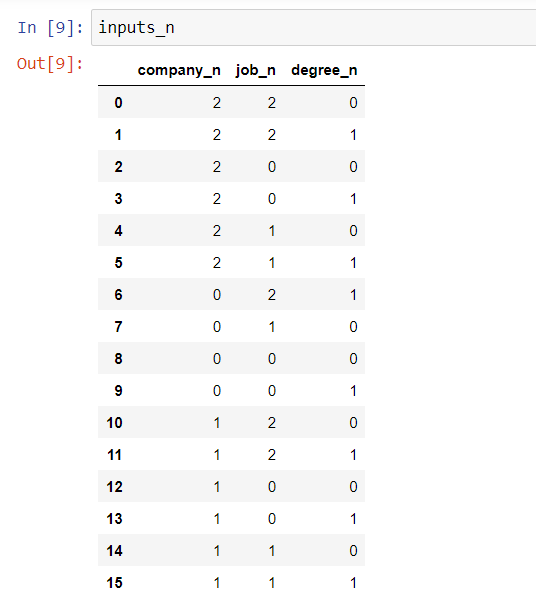 In [9]: inputs_n
Out[9]:
company_n job_n degree_n
0 2 2 0
1 2 2 1
2 2 0 0
3 2 0 1
4 2 1 0
5 2 1 1
6 0 2 1
7 0 1 0
8 0 0 0
9 0 0 1
10 1 2 0
11 1 2 1
12 1 0 0
13 1 0 1
14 1 1 0
15 1 1 1